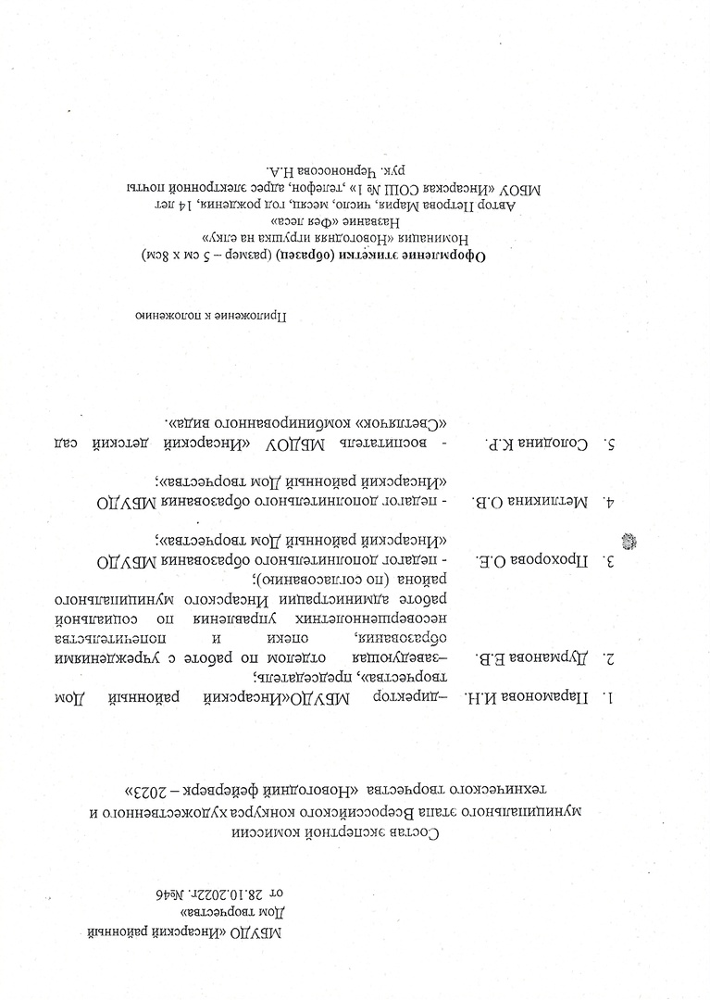 МБУДО «Инсарский районный
Дом творчества»
от 28.10.2022г. №46
Состав экспертной комиссии
муниципального этапа Всероссийского конкурса художественного и
технического творчества «Новогодний фейерверк – 2023»
1. Парамонова И.Н. –директор МБУДО«Инсарский районный Дом
творчества», председатель;
2. Дурманова Е.В. –заведующая отделом по работе с учреждениями
образования, опеки и попечительства
несовершеннолетних управления по социальной
работе администрации Инсарского муниципального
района (по согласованию);
3. Прохорова О.Е. - педагог дополнительного образования МБУДО
«Инсарский районный Дом творчества»;
4. Метликина О.В. - педагог дополнительного образования МБУДО
«Инсарский районный Дом творчества»;
5. Солодина К.Р. - воспитатель МБДОУ «Инсарский детский сад
«Светлячок» комбинированного вида».
Приложение к положению
Оформление этикетки (образец) (размер – 5 см х 8см)
Номинация «Новогодняя игрушка на елку»
Название «Фея леса»
Автор Петрова Мария, число, месяц, год рождения, 14 лет
МОБУ «Инсарская СОШ № 1» ,телефон, адрес электронной почты
рук. Черноносова Н.А.